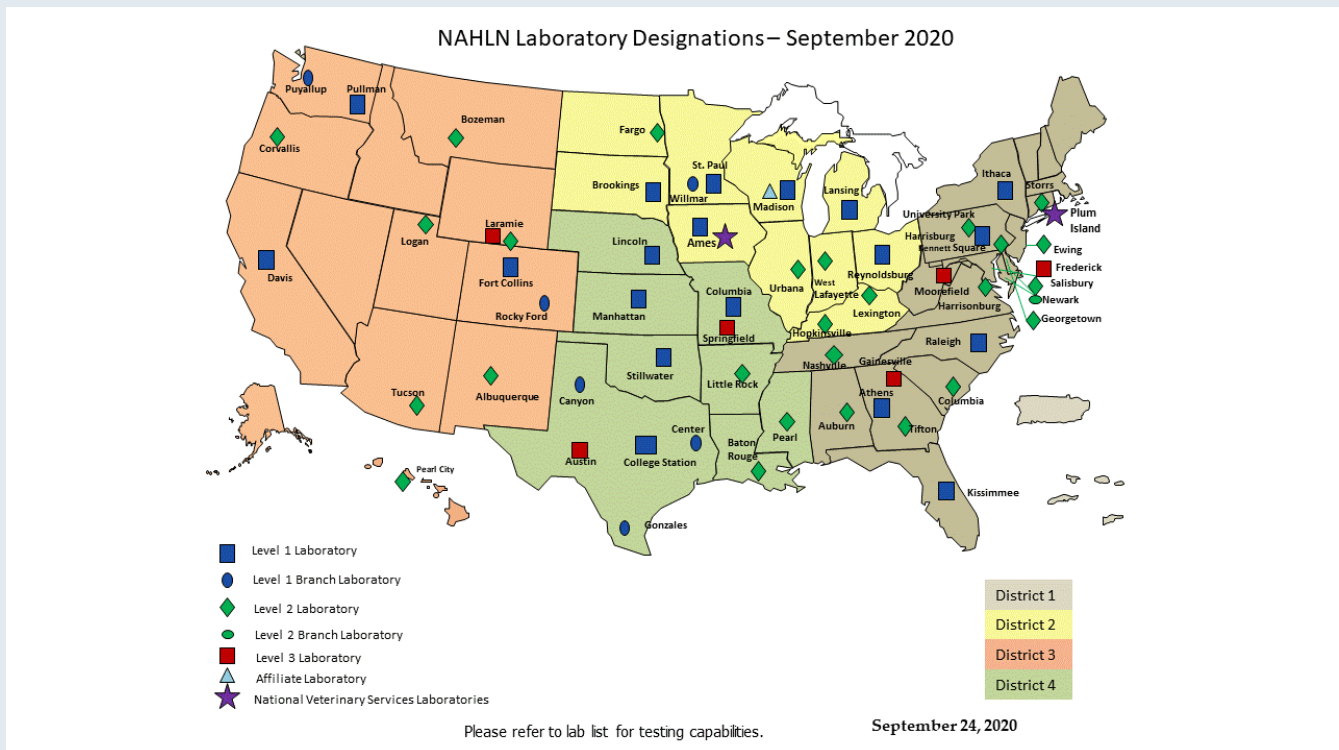 NAHLN Laboratory Designations – September 2020
Puyallup
Pullman
Corvallis
Bozeman
Fargo
Brookings
St. Paul
Willmar
Madison
Lansing
Ithaca
Storrs
Plum
Island
University Park
Harrisburg
Kennett Square
Ewing
Frederick
Salisbury
Newark
Georgetown
Moorefield
Harrisonburg
Laramie
Logan
Davis
Fort Collins
Rocky Ford
Lincoln
Ames
Manhattan
Columbia
Springfield
Urbana
West
Lafayette
Reynoldsburg
Lexington
Hopkinsville
Nashville
Gainesville
Raleigh
Athens
Columbia
Tifton
Auburn
Pearl
Little Rock
Stillwater
Canyon
Albuquerque
Tucson
Center
Austin
College Station
Baton
Rouge
Gonzales
Kissimmee
Pearl City
Level 1 Laboratory
Level 1 Branch Laboratory
Level 2 Laboratory
Level 2 Branch Laboratory
Level 3 Laboratory
Affiliate Laboratory
National Veterinary Services Laboratories
District 1
District 2
District 3
District 4
Please refer to lab list for testing capabilities.
September 24, 2020